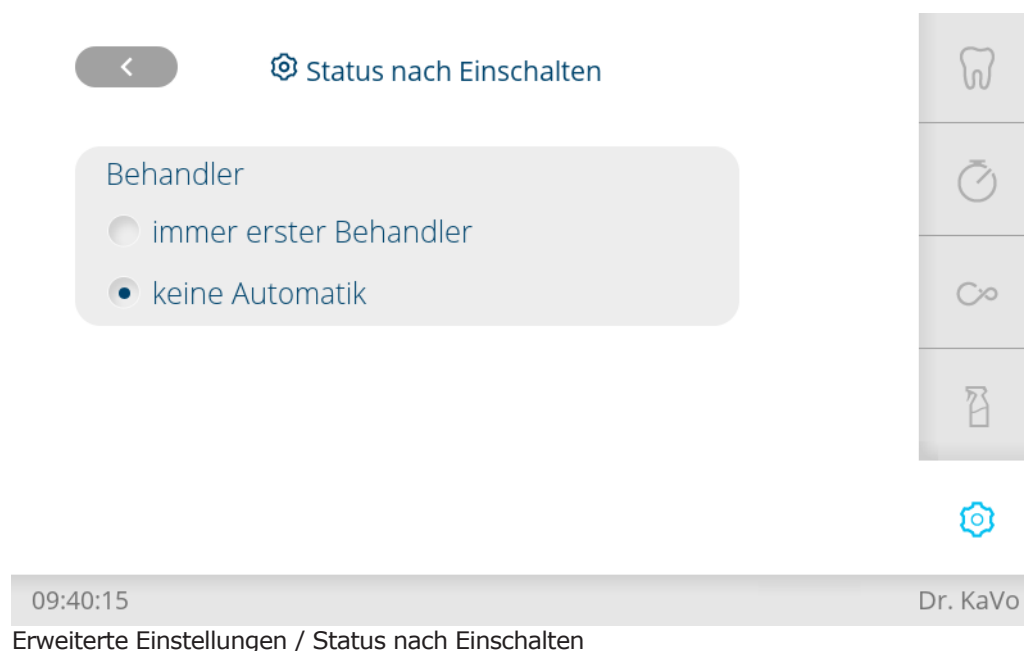 Status nach Einschalten
Behandler
immer erster Behandler
keine Automatik
09:40:15
Dr. KaVo
Erweiterte Einstellungen / Status nach Einschalten